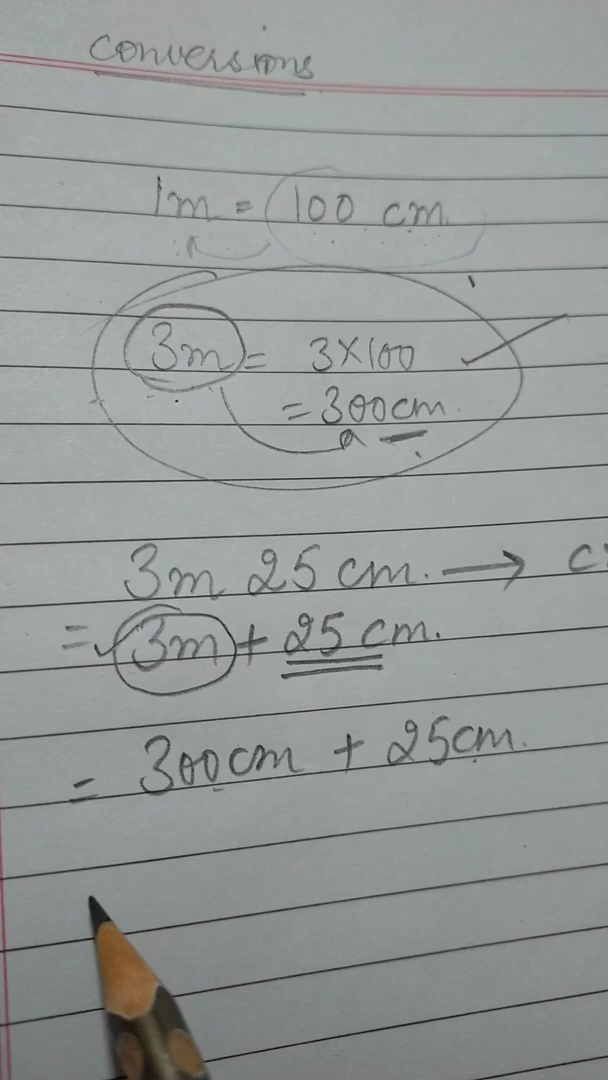 conversions
1m = 100 cm.
3m = 3×100
= 300cm.
3m 25 cm. → c
= 3m + 25 cm.
= 300cm + 25cm.